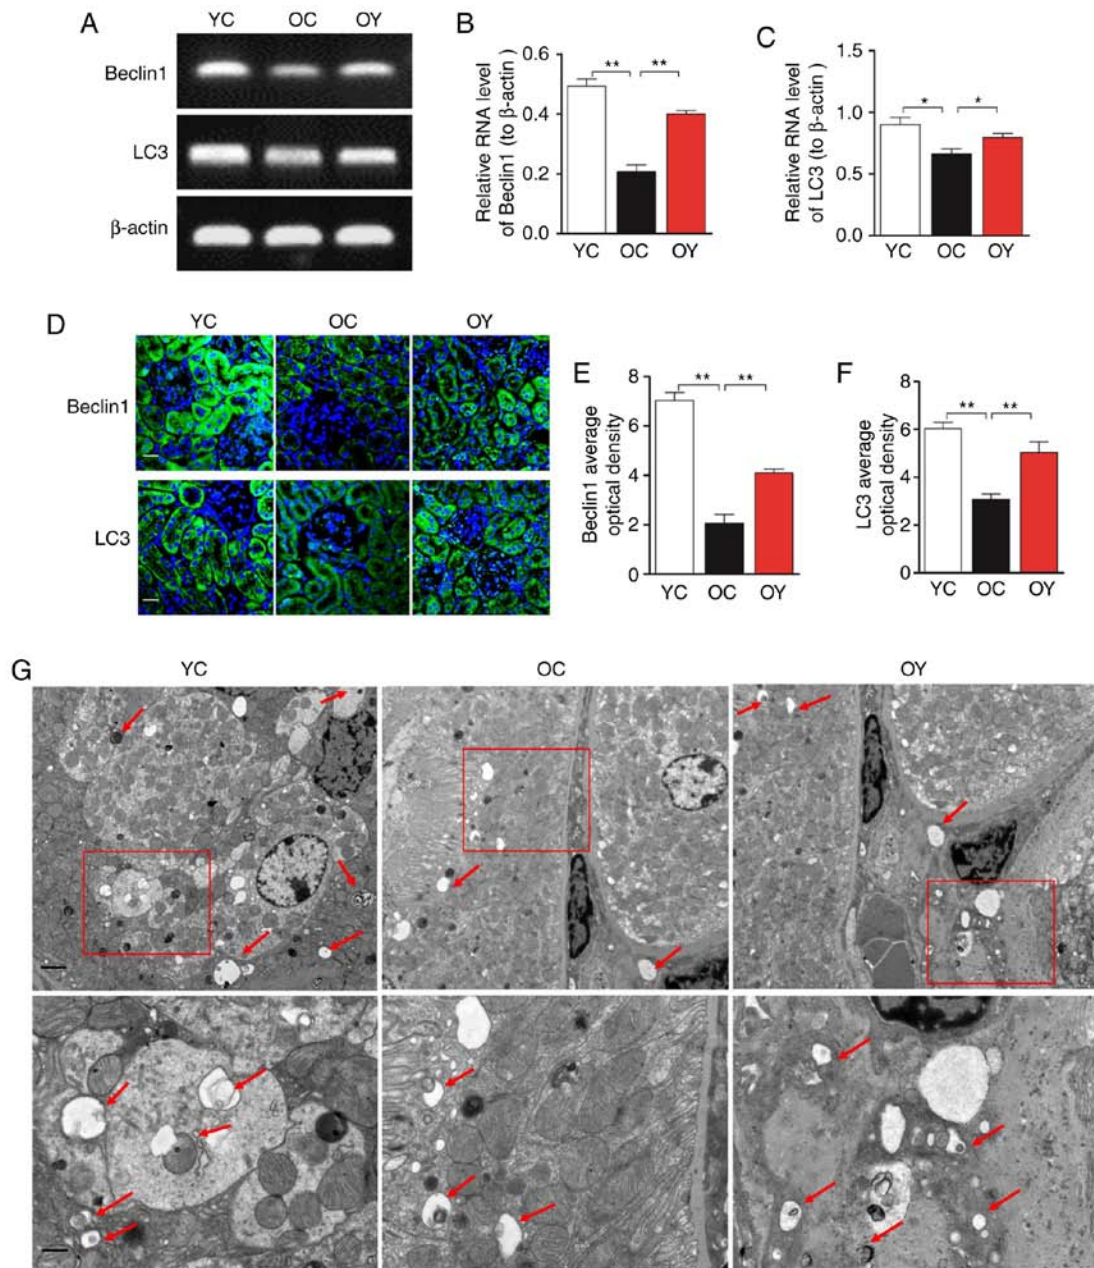 A
YC OC OY
Beclin1
LC3
β-actin
B
Relative RNA level
of Beclin1 (to β-actin )
0.6
0.4
0.2
0.0
** **
YC OC OY
C
Relative RNA level
of LC3 (to β-actin )
1.5
1.0
0.5
0.0
* *
YC OC OY
D
YC OC OY
Beclin1
LC3
E
Beclin1 average
optical density
8
6
4
2
0
** **
YC OC OY
F
LC3 average
optical density
8
6
4
2
0
** **
YC OC OY
G
YC OC OY